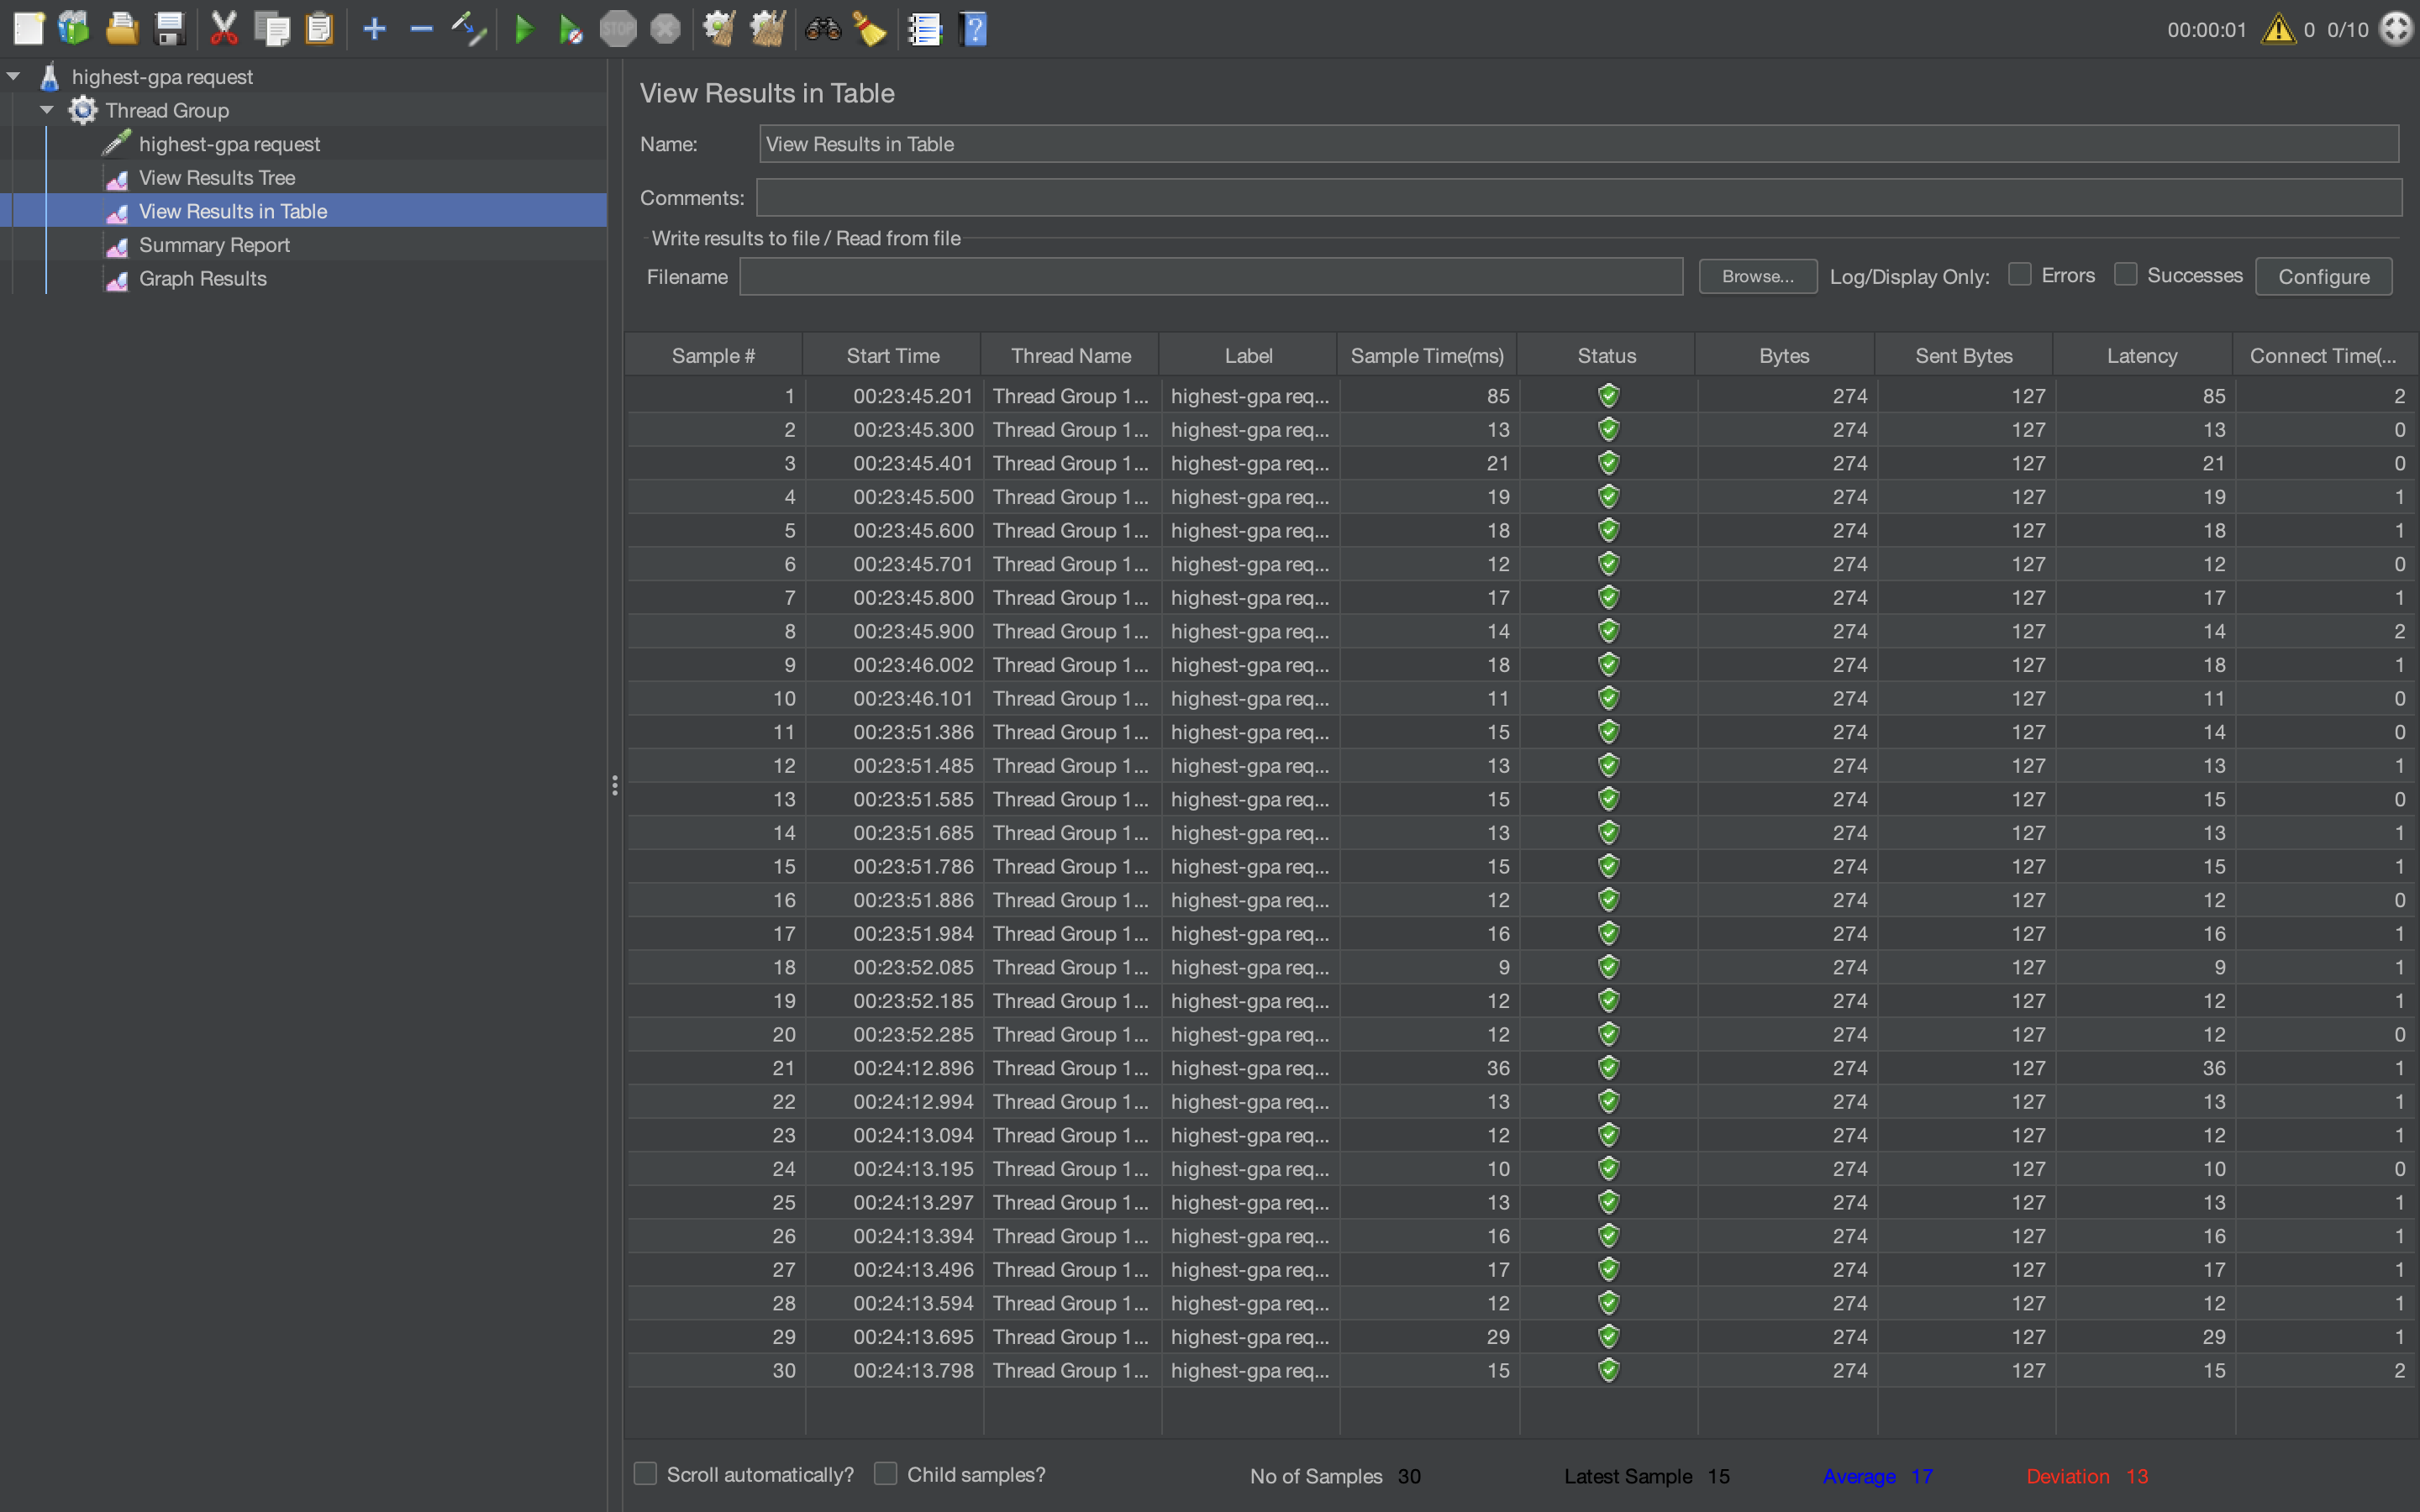 STOP
00:00:01 0 0/10
highest-gpa request
Thread Group
highest-gpa request
View Results Tree
View Results in Table
Summary Report
Graph Results
View Results in Table
Name: View Results in Table
Comments:
Write results to file / Read from file
Filename Browse... Log/Display Only: Errors Successes Configure
Sample # Start Time Thread Name Label Sample Time(ms) Status Bytes Sent Bytes Latency Connect Time(...
1 00:23:45.201 Thread Group 1... highest-gpa req... 85 274 127 85 2
2 00:23:45.300 Thread Group 1... highest-gpa req... 13 274 127 13 0
3 00:23:45.401 Thread Group 1... highest-gpa req... 21 274 127 21 0
4 00:23:45.500 Thread Group 1... highest-gpa req... 19 274 127 19 1
5 00:23:45.600 Thread Group 1... highest-gpa req... 18 274 127 18 1
6 00:23:45.701 Thread Group 1... highest-gpa req... 12 274 127 12 0
7 00:23:45.800 Thread Group 1... highest-gpa req... 17 274 127 17 1
8 00:23:45.900 Thread Group 1... highest-gpa req... 14 274 127 14 2
9 00:23:46.002 Thread Group 1... highest-gpa req... 18 274 127 18 1
10 00:23:46.101 Thread Group 1... highest-gpa req... 11 274 127 11 0
11 00:23:51.386 Thread Group 1... highest-gpa req... 15 274 127 14 0
12 00:23:51.485 Thread Group 1... highest-gpa req... 13 274 127 13 1
13 00:23:51.585 Thread Group 1... highest-gpa req... 15 274 127 15 0
14 00:23:51.685 Thread Group 1... highest-gpa req... 13 274 127 13 1
15 00:23:51.786 Thread Group 1... highest-gpa req... 15 274 127 15 1
16 00:23:51.886 Thread Group 1... highest-gpa req... 12 274 127 12 0
17 00:23:51.984 Thread Group 1... highest-gpa req... 16 274 127 16 1
18 00:23:52.085 Thread Group 1... highest-gpa req... 9 274 127 9 1
19 00:23:52.185 Thread Group 1... highest-gpa req... 12 274 127 12 1
20 00:23:52.285 Thread Group 1... highest-gpa req... 12 274 127 12 0
21 00:24:12.896 Thread Group 1... highest-gpa req... 36 274 127 36 1
22 00:24:12.994 Thread Group 1... highest-gpa req... 13 274 127 13 1
23 00:24:13.094 Thread Group 1... highest-gpa req... 12 274 127 12 1
24 00:24:13.195 Thread Group 1... highest-gpa req... 10 274 127 10 0
25 00:24:13.297 Thread Group 1... highest-gpa req... 13 274 127 13 1
26 00:24:13.394 Thread Group 1... highest-gpa req... 16 274 127 16 1
27 00:24:13.496 Thread Group 1... highest-gpa req... 17 274 127 17 1
28 00:24:13.594 Thread Group 1... highest-gpa req... 12 274 127 12 1
29 00:24:13.695 Thread Group 1... highest-gpa req... 29 274 127 29 1
30 00:24:13.798 Thread Group 1... highest-gpa req... 15 274 127 15 2
Scroll automatically? Child samples? No of Samples 30 Latest Sample 15 Average 17 Deviation 13